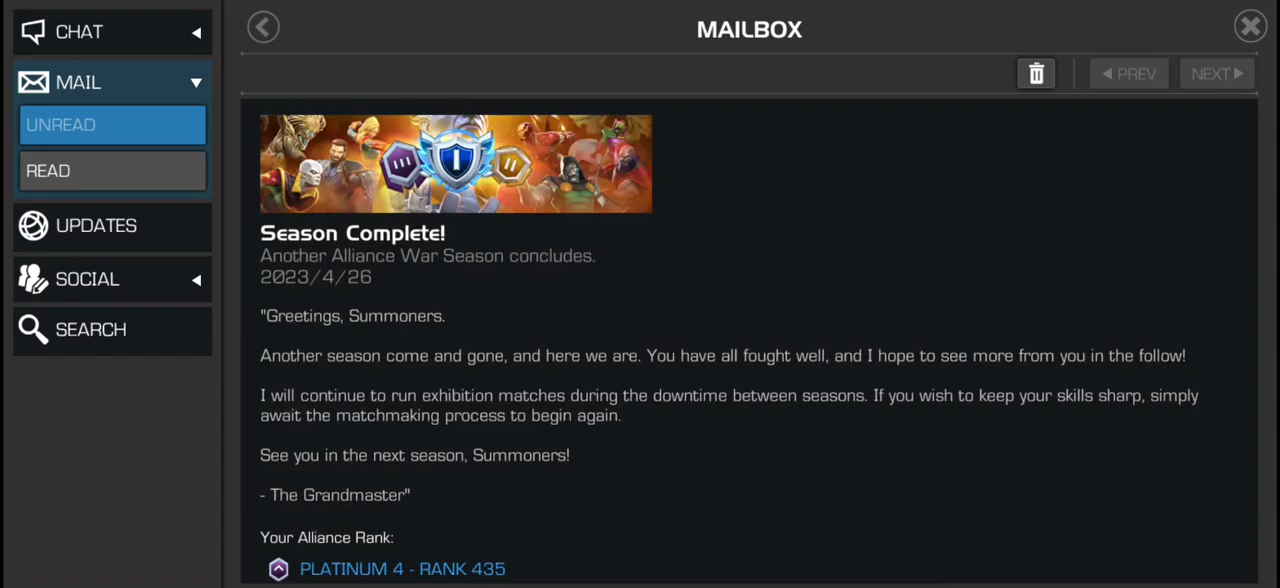 CHAT
MAILBOX
MAIL
PREV
NEXT
UNREAD
READ
UPDATES
SOCIAL
SEARCH
III
I
II
Season Complete!
Another Alliance War Season concludes.
2023/4/26
"Greetings, Summoners.
Another season come and gone, and here we are. You have all fought well, and I hope to see more from you in the follow!
I will continue to run exhibition matches during the downtime between seasons. If you wish to keep your skills sharp, simply
await the matchmaking process to begin again.
See you in the next season, Summoners!
- The Grandmaster"
Your Alliance Rank:
PLATINUM 4 - RANK 435